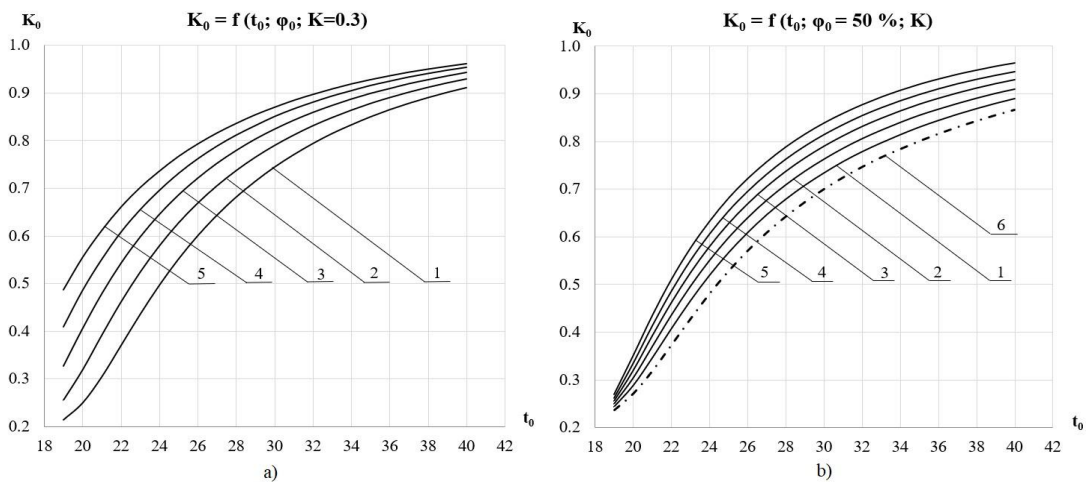 K₀ = f (t₀; φ₀; K=0.3)
K₀
1.0
0.9
0.8
0.7
0.6
0.5
0.4
0.3
0.2
5 4 3 2 1
t₀
18 20 22 24 26 28 30 32 34 36 38 40 42
a)
K₀ = f (t₀; φ₀ = 50 %; K)
K₀
1.0
0.9
0.8
0.7
0.6
0.5
0.4
0.3
0.2
6
5 4 3 2 1
t₀
18 20 22 24 26 28 30 32 34 36 38 40 42
b)